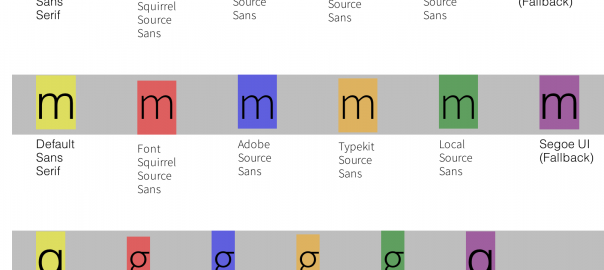 Sans Squirrel Source Source Source (Fallback)
Serif Source Sans Sans Sans
Sans
m m m m m m
Default Font Adobe Typekit Local Segoe UI
Sans Squirrel Source Source Source (Fallback)
Serif Source Sans Sans Sans
Sans
g g g g g g